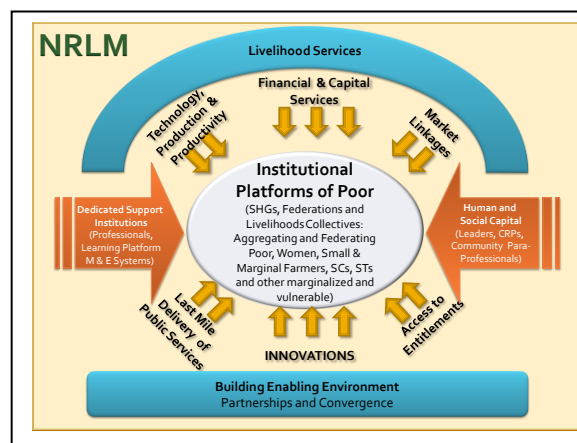 NRLM
Livelihood Services
Technology,
Production &
Productivity
Financial & Capital
Services
Market
Linkages
Institutional
Platforms of Poor
(SHGs, Federations and
Livelihoods Collectives:
Aggregating and Federating
Poor, Women, Small &
Marginal Farmers, SCs, STs
and other marginalized and
vulnerable)
Dedicated Support
Institutions
(Professionals,
Learning Platform
M & E Systems)
Human and
Social Capital
(Leaders, CRPs,
Community Para-
Professionals)
Last Mile
Delivery of
Public Services
INNOVATIONS
Access to
Entitlements
Building Enabling Environment
Partnerships and Convergence